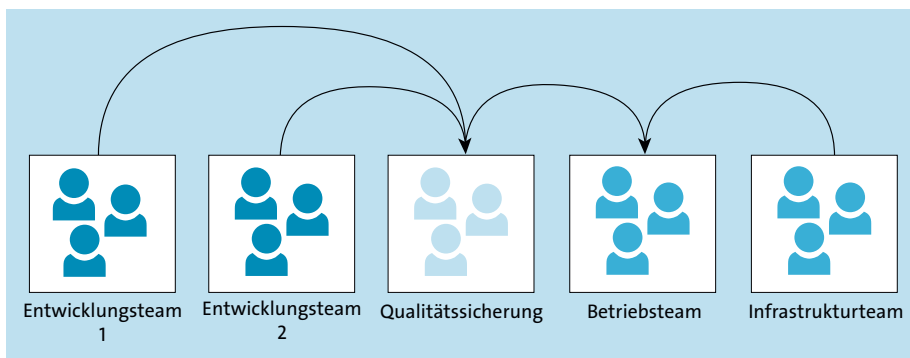 Entwicklungsteam
1
Entwicklungsteam
2
Qualitätssicherung
Betriebsteam
Infrastrukturteam